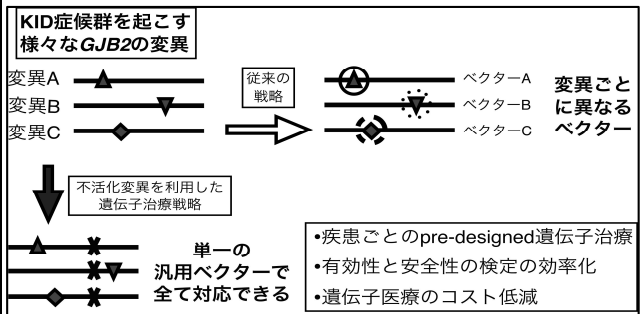 KID症候群を起こす
様々なGJB2の変異
変異A
変異B
変異C
従来の
戦略
ベクターA
ベクターB
ベクターC
変異ごと
に異なる
ベクター
不活化変異を利用した
遺伝子治療戦略
単一の
汎用ベクターで
全て対応できる
•疾患ごとのpre-designed遺伝子治療
•有効性と安全性の検定の効率化
•遺伝子医療のコスト低減